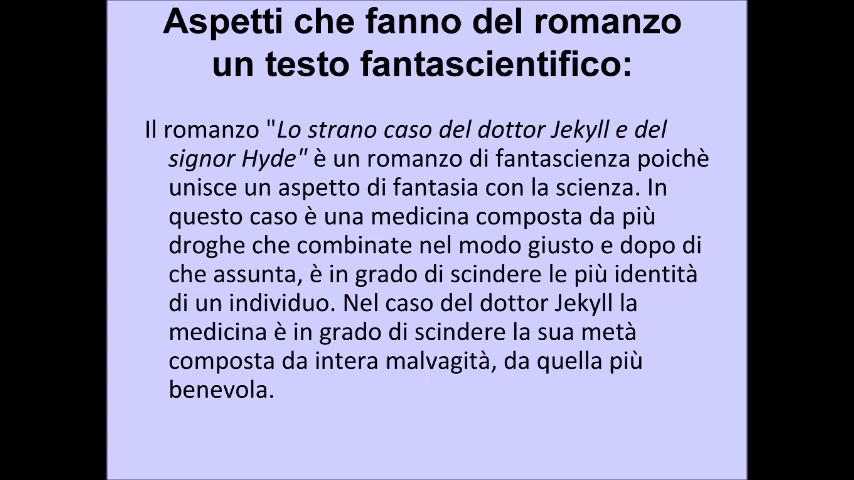 Aspetti che fanno del romanzo
un testo fantascientifico:
Il romanzo "Lo strano caso del dottor Jekyll e del
signor Hyde" è un romanzo di fantascienza poichè
unisce un aspetto di fantasia con la scienza. In
questo caso è una medicina composta da più
droghe che combinate nel modo giusto e dopo di
che assunta, è in grado di scindere le più identità
di un individuo. Nel caso del dottor Jekyll la
medicina è in grado di scindere la sua metà
composta da intera malvagità, da quella più
benevola.